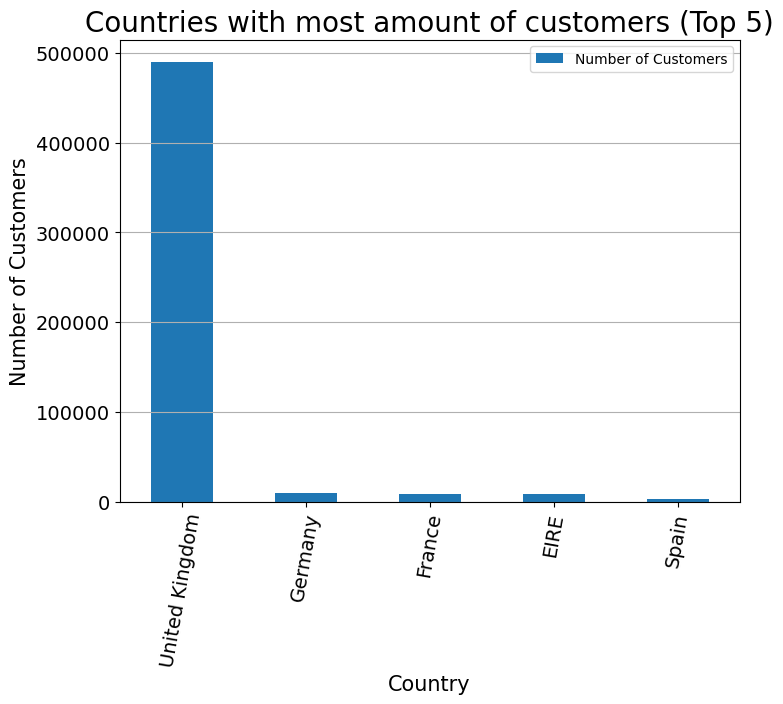 Countries with most amount of customers (Top 5)
Number of Customers
Number of Customers
500000
400000
300000
200000
100000
0
United Kingdom
Germany
France
EIRE
Spain
Country